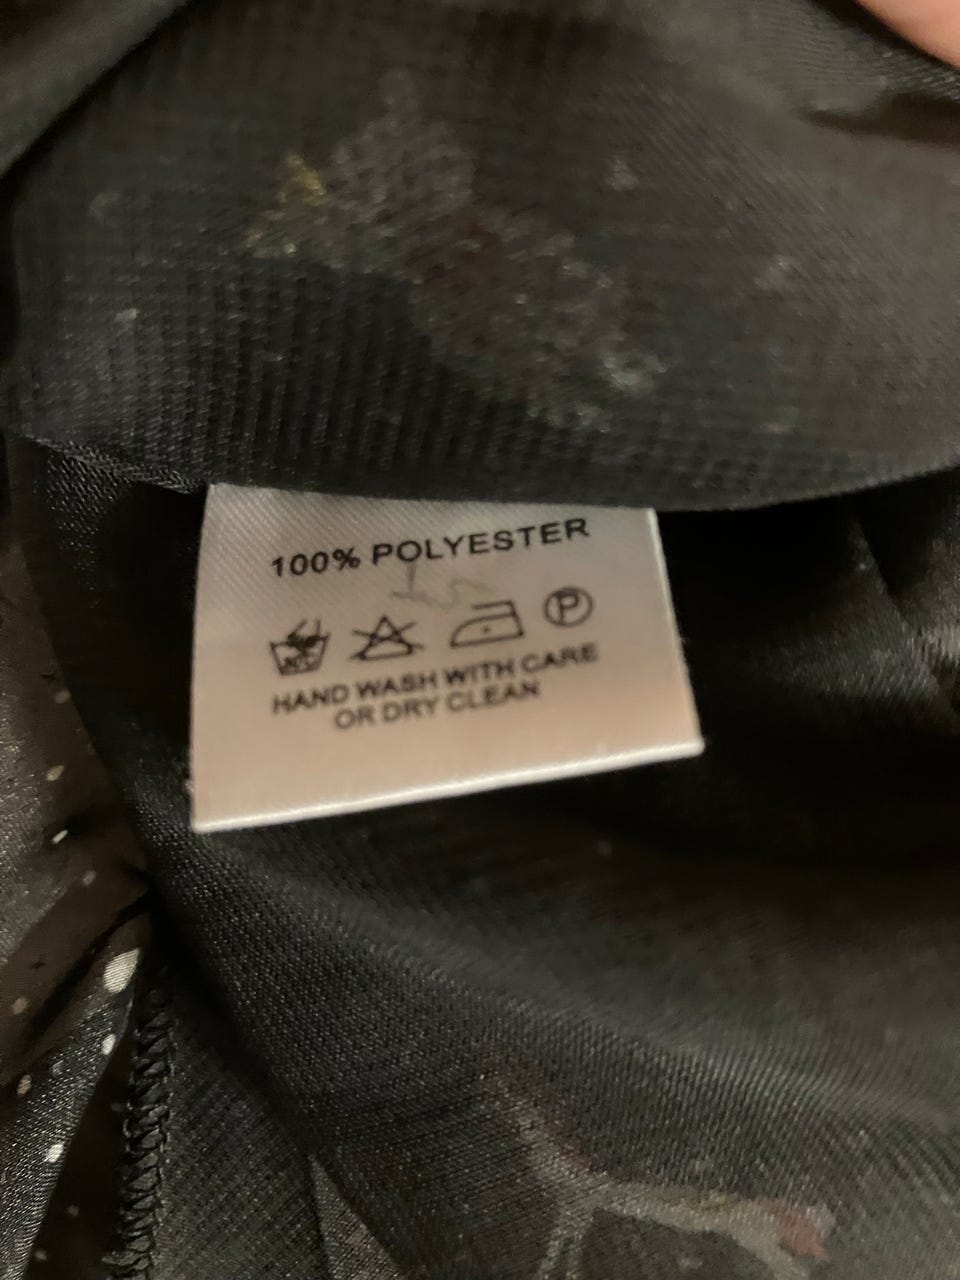 100% POLYESTER
P
HAND WASH WITH CARE
OR DRY CLEAN